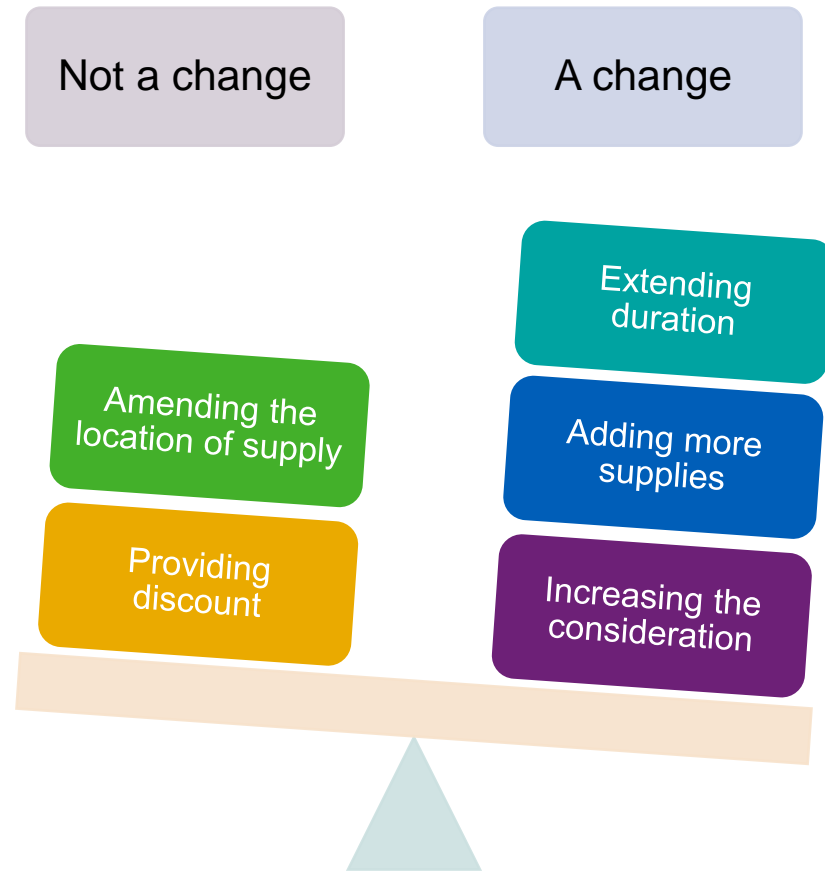 Not a change
A change
Amending the
location of supply
Providing
discount
Extending
duration
Adding more
supplies
Increasing the
consideration